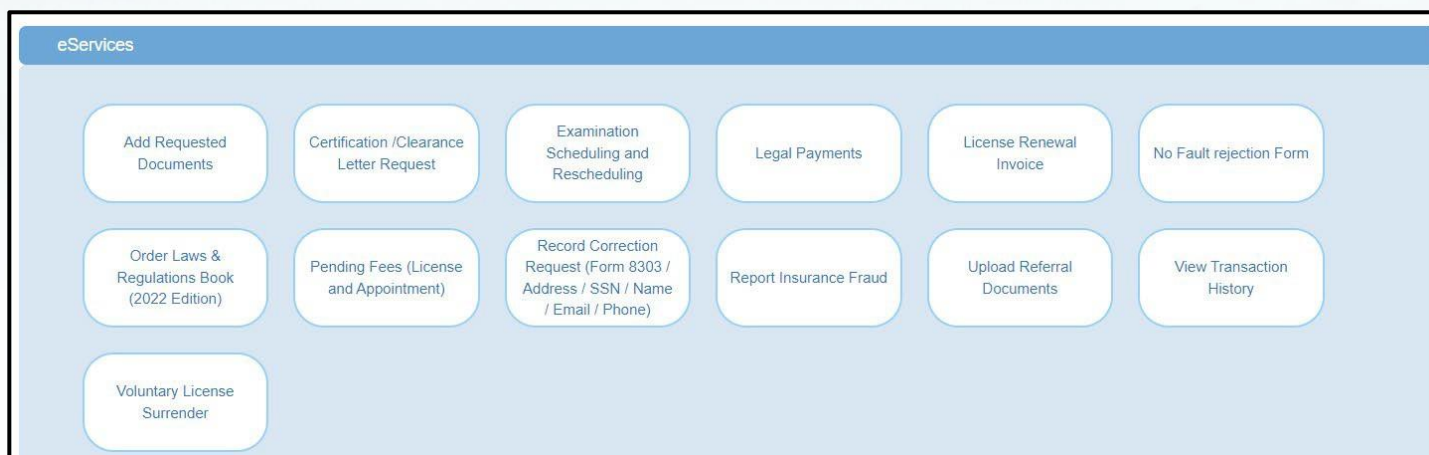 eServices
Add Requested
Documents
Certification /Clearance
Letter Request
Examination
Scheduling and
Rescheduling
Legal Payments
License Renewal
Invoice
No Fault rejection Form
Order Laws &
Regulations Book
(2022 Edition)
Pending Fees (License
and Appointment)
Record Correction
Request (Form 8303 /
Address / SSN / Name
/ Email / Phone)
Report Insurance Fraud
Upload Referral
Documents
View Transaction
History
Voluntary License
Surrender